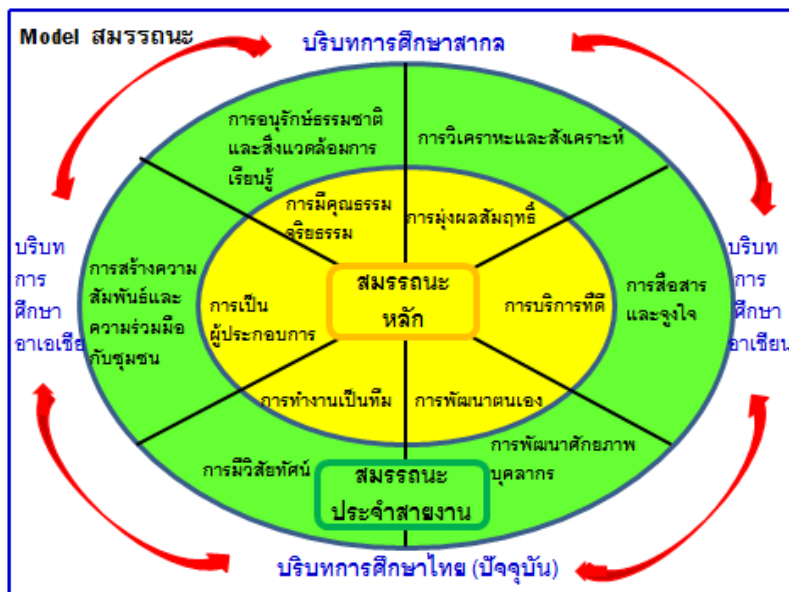 Model สมรรถนะ
บริบทการศึกษาสากล
การอนุรักษ์ธรรมชาติ
และสิ่งแวดล้อมการ
เรียนรู้
การวิเคราะหะและสังเคราะห์
การมีคุณธรรม
จริยธรรม
การมุ่งผลสัมฤทธิ์
บริบท
การ
ศึกษา
อาเอเซีย
การสร้างความ
สัมพันธ์และ
ความร่วมมือ
กับชุมชน
การเป็น
ผู้ประกอบการ
สมรรถนะ
หลัก
การบริการที่ดี
การสื่อสาร
และจูงใจ
บริบท
การ
ศึกษา
อาเซียน
การทำงานเป็นทีม
การพัฒนาตนเอง
การมีวิสัยทัศน์
สมรรถนะ
ประจำสายงาน
การพัฒนาศักยภาพ
บุคลากร
บริบทการศึกษาไทย (ปัจจุบัน)